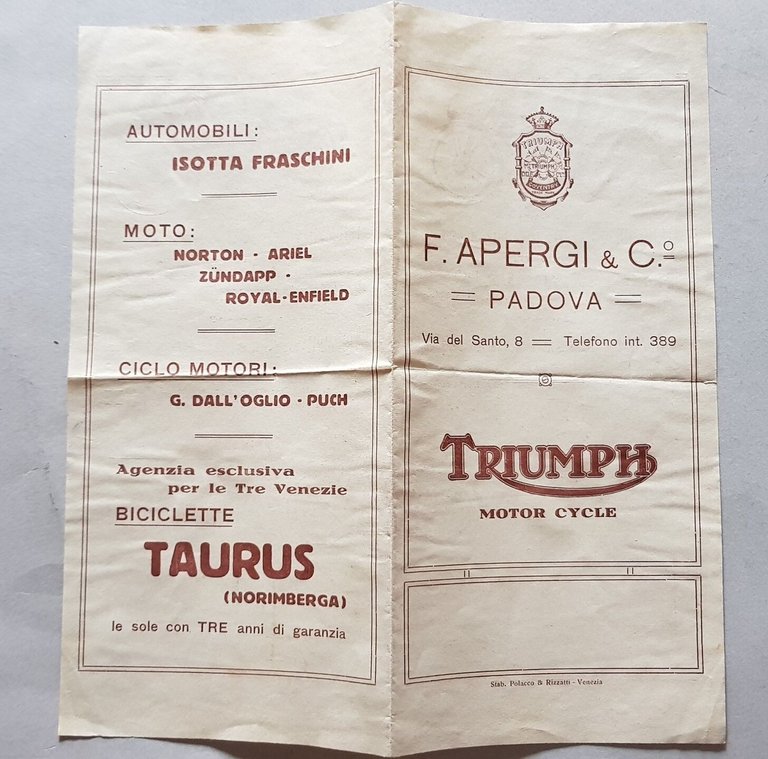 AUTOMOBILI:
ISOTTA FRASCHINI
MOTO:
NORTON - ARIEL
ZÜNDAPP -
ROYAL-ENFIELD
CICLO MOTORI:
G. DALL'OGLIO - PUCH
Agenzia esclusiva
per le Tre Venezie
BICICLETTE
TAURUS
(NORIMBERGA)
le sole con TRE anni di garanzia
TRIUMPH
TRIUMPH
F. APERGI & C.º
= PADOVA =
Via del Santo, 8 = Telefono int. 389
TRIUMPH
MOTOR CYCLE
Stab. Polacco & Rizzatti - Venezia